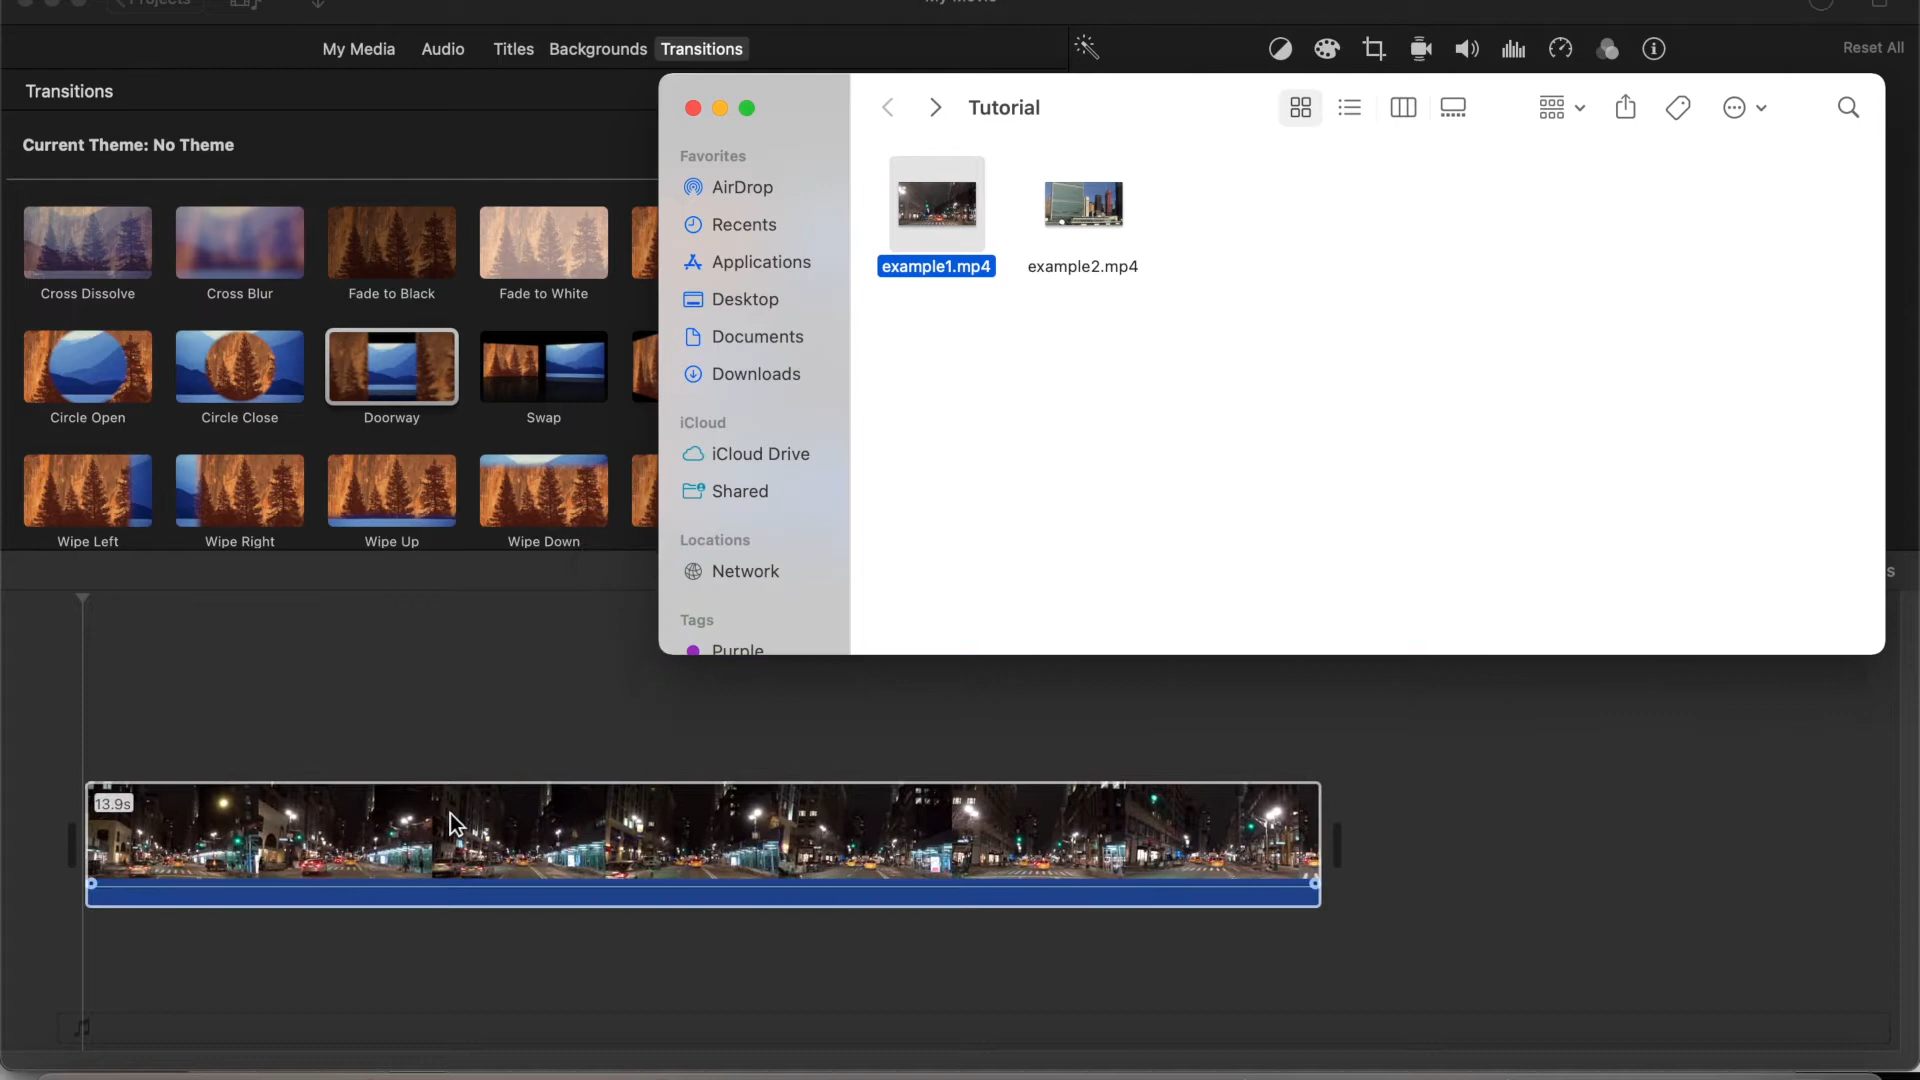 Projects
My Movie
My Media Audio Titles Backgrounds Transitions
Reset All
Transitions
Current Theme: No Theme
Cross Dissolve Cross Blur Fade to Black Fade to White
Circle Open Circle Close Doorway Swap
Wipe Left Wipe Right Wipe Up Wipe Down
Tutorial
Favorites
AirDrop
Recents
Applications
Desktop
Documents
Downloads
iCloud
iCloud Drive
Shared
Locations
Network
Tags
Purple
example1.mp4 example2.mp4
s
13.9s